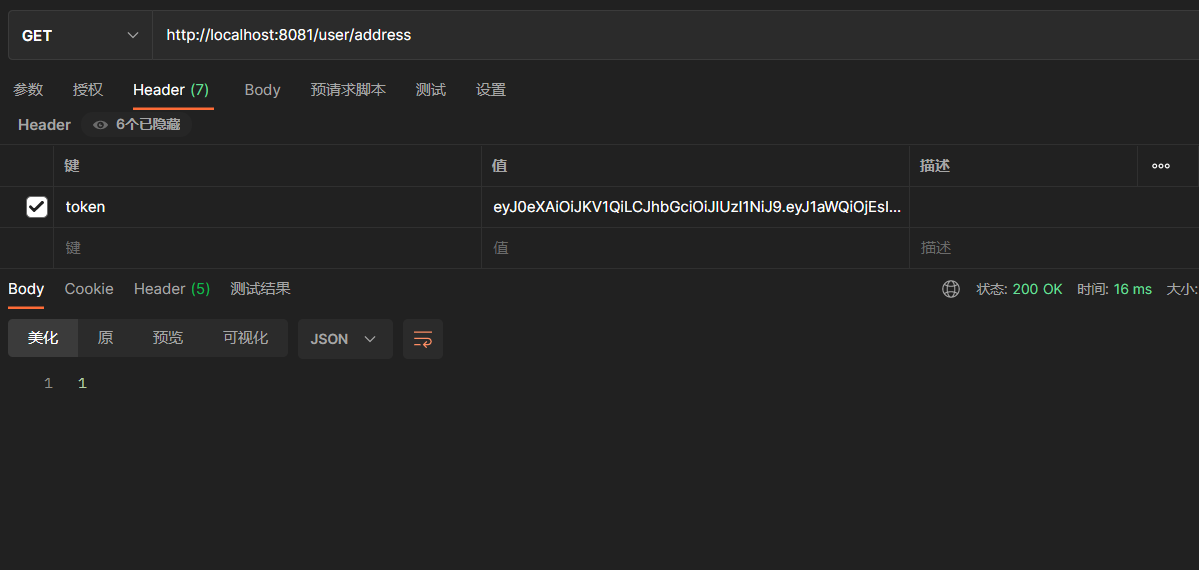 GET http://localhost:8081/user/address
参数 授权 Header (7) Body 预请求脚本 测试 设置
Header 6个已隐藏
键 值 描述
token eyJ0eXAiOiJKV1QiLCJhbGciOiJIUzI1NiJ9.eyJ1aWQiOjEsI...
键 值 描述
Body Cookie Header (5) 测试结果 状态: 200 OK 时间: 16 ms 大小:
美化 原 预览 可视化 JSON
1 1